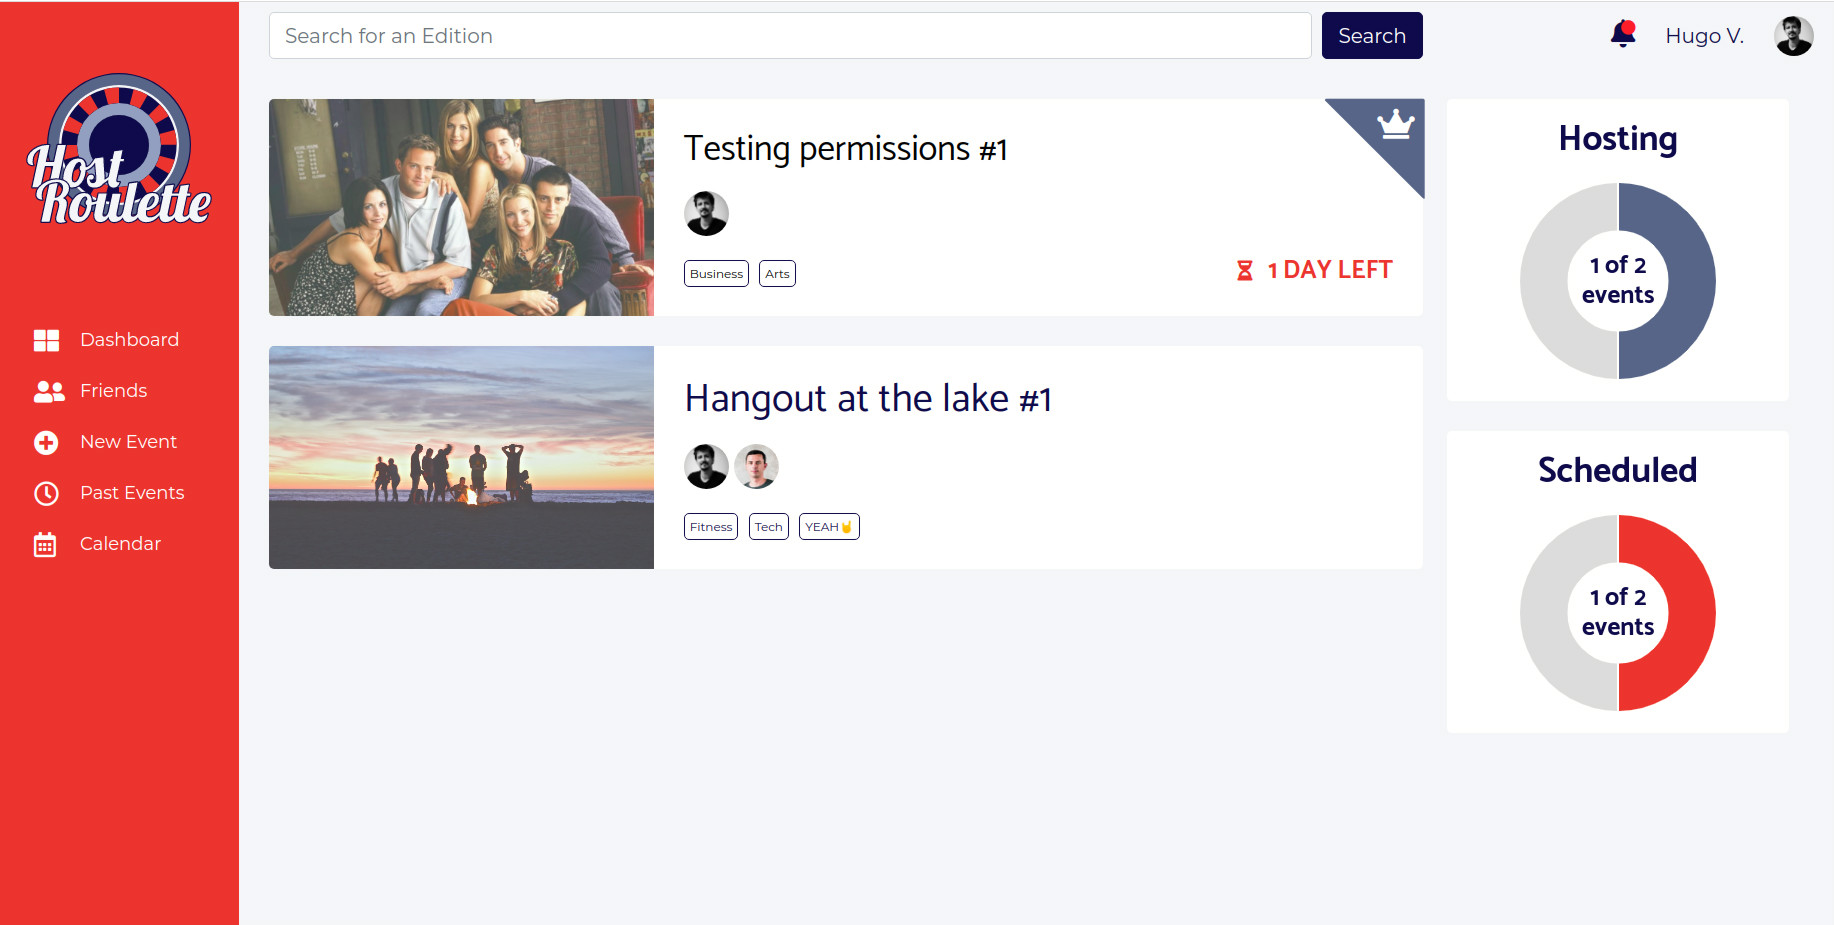 Host
Roulette
Dashboard
Friends
New Event
Past Events
Calendar
Search for an Edition
Search
Hugo V.
Testing permissions #1
Business
Arts
1 DAY LEFT
Hangout at the lake #1
Fitness
Tech
YEAH🤘
Hosting
1 of 2
events
Scheduled
1 of 2
events